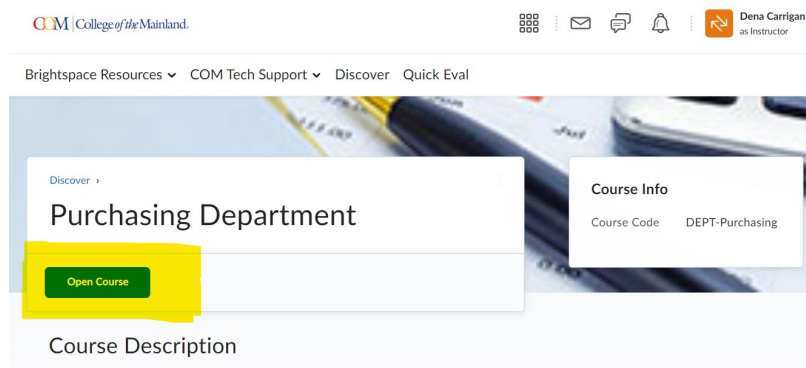 COM College of the Mainland.
Dena Carrigan
as Instructor
Brightspace Resources COM Tech Support Discover Quick Eval
Discover ›
Purchasing Department
Open Course
Course Info
Course Code DEPT-Purchasing
Course Description